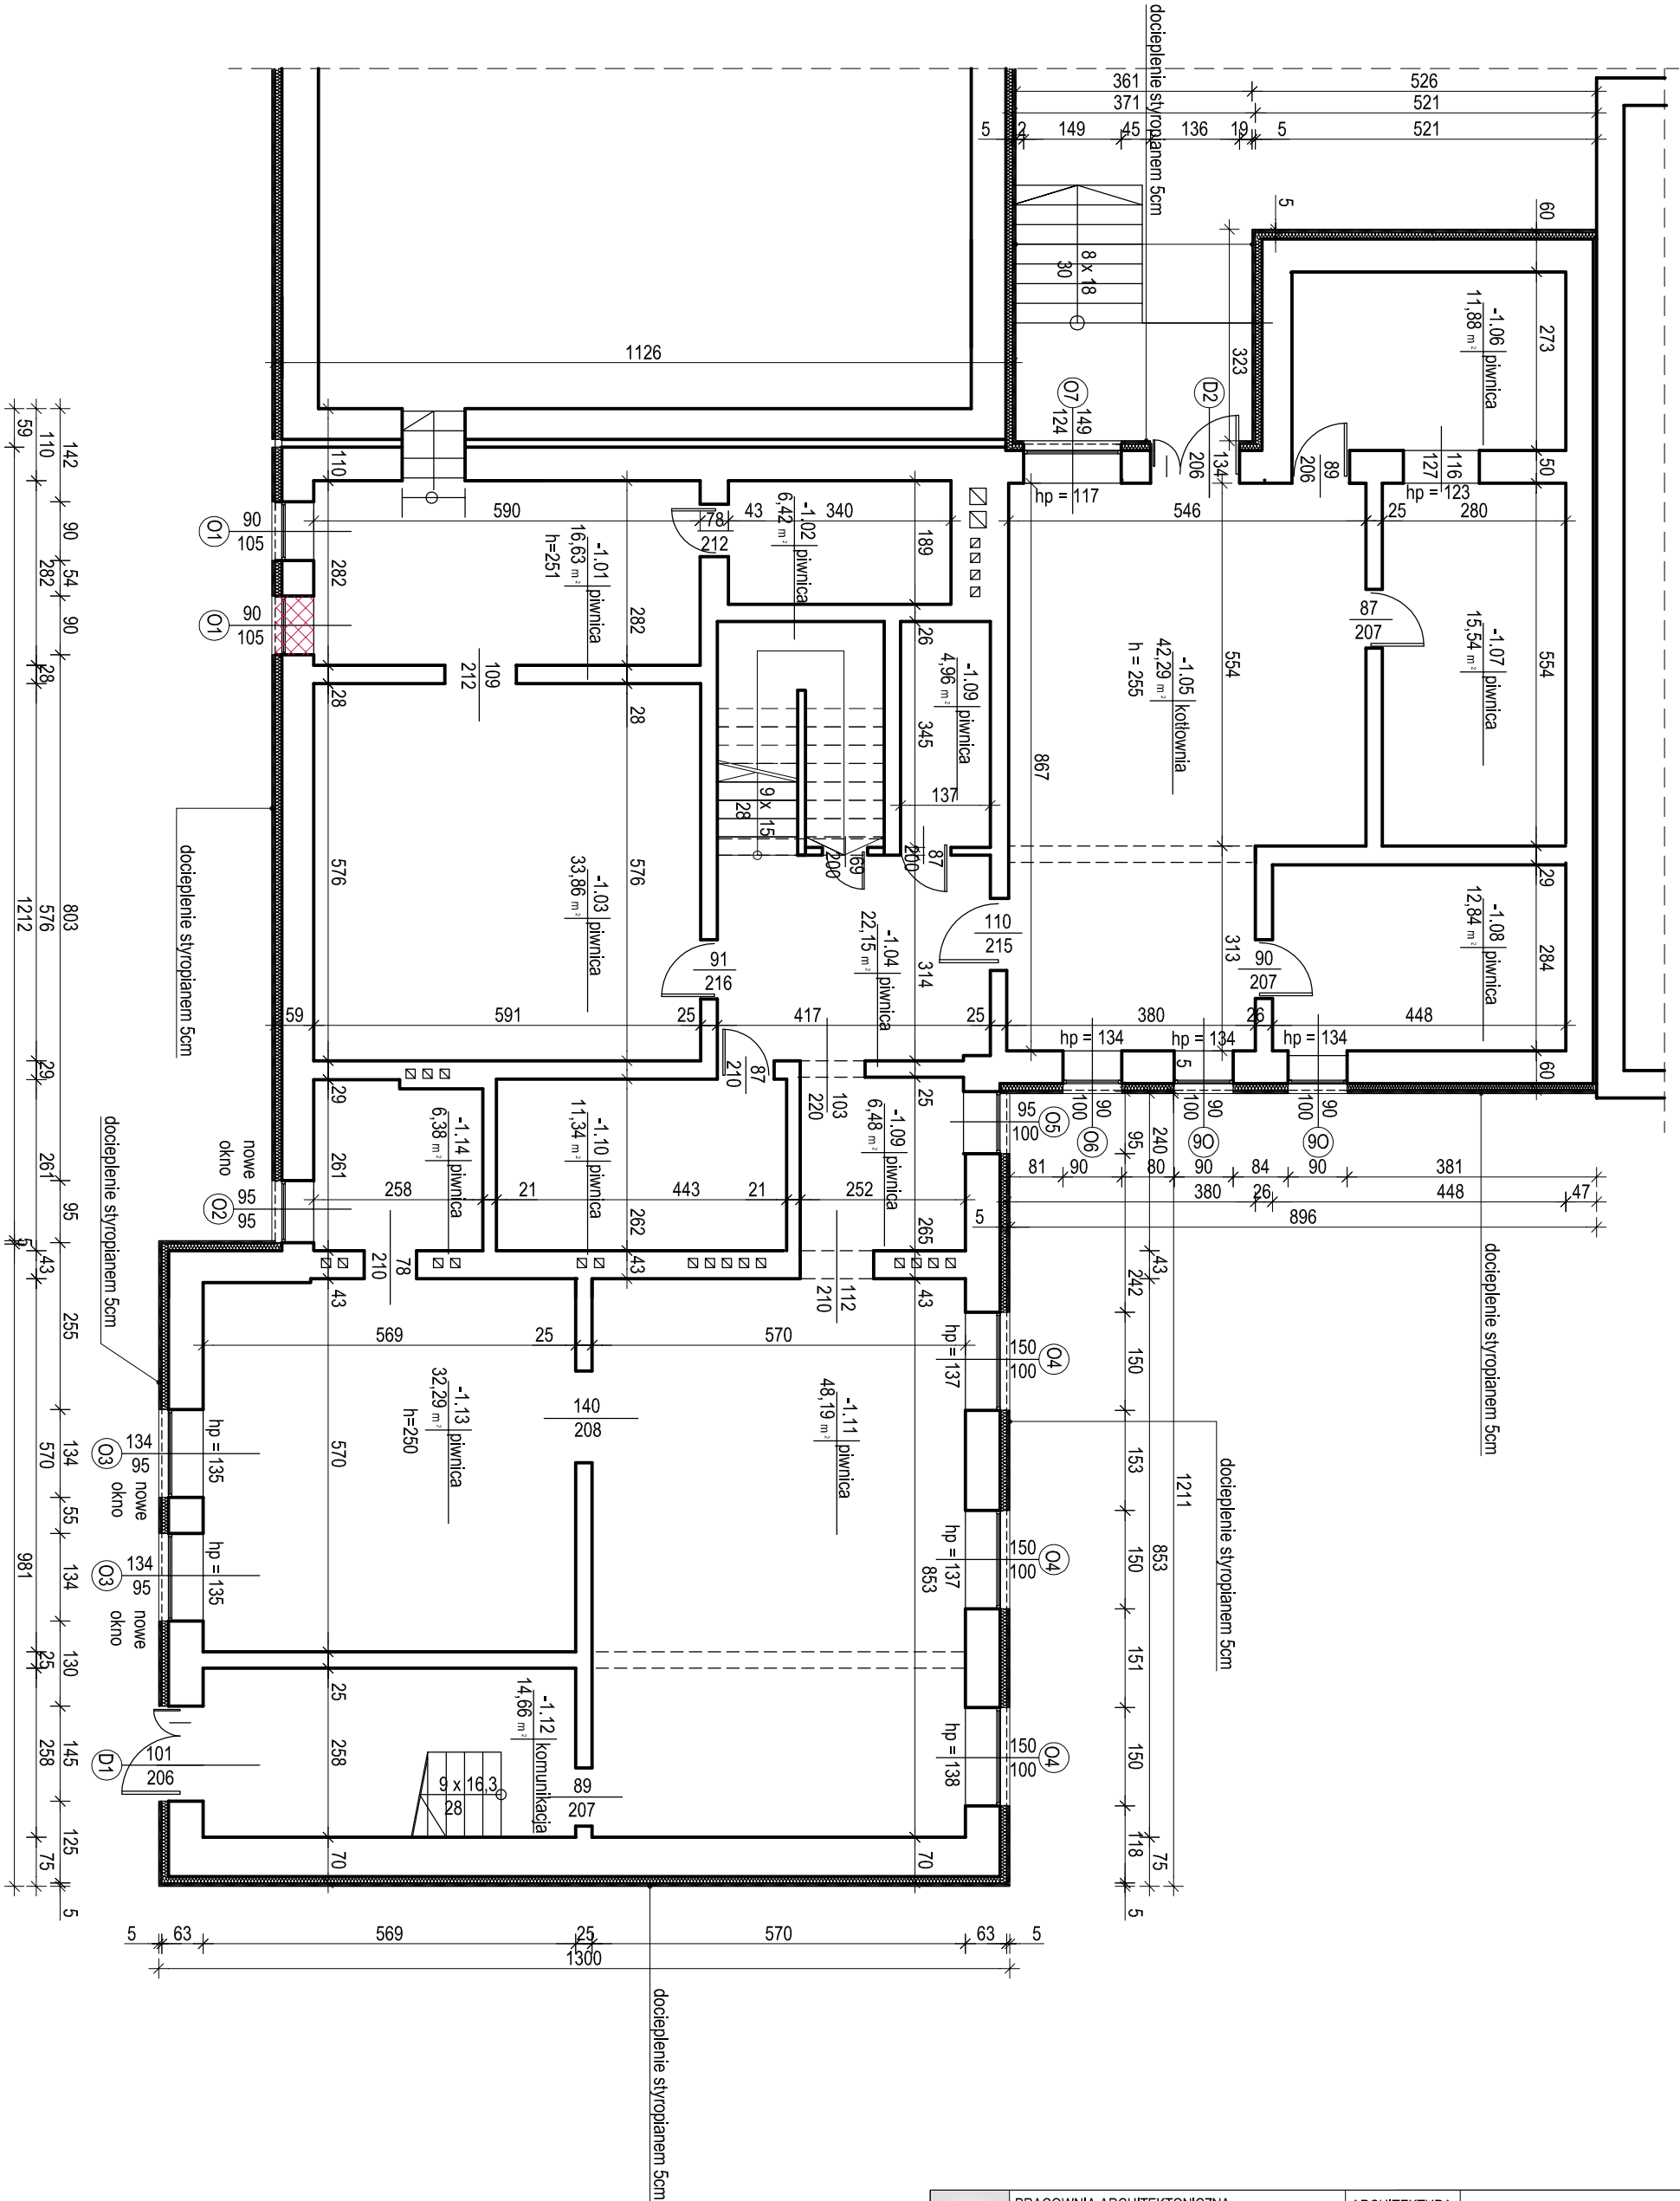 docieplenie styropianem 5cm
361
526
371
521
5
2
149
45
136
19
5
521
5
60
8 x 18
30
323
-1.06 piwnica
11,88 m²
273
1126
O7
149
124
D2
134
206
89
206
116
127
hp = 123
50
hp = 117
59
110
142
110
590
78
212
43
340
-1.02 piwnica
6,42 m²
189
546
25
280
O1
90
105
90
282
-1.01 piwnica
16,63 m²
h=251
282
54
282
O1
90
105
90
87
207
-1.07 piwnica
15,54 m²
554
554
26
-1.09 piwnica
4,96 m²
-1.05 kotłownia
42,29 m²
h = 255
28
28
109
212
28
345
867
137
9 x 15
28
69
200
87
200
docieplenie styropianem 5cm
1212
576
803
576
-1.03 piwnica
33,86 m²
576
-1.04 piwnica
22,15 m²
314
110
215
313
90
207
29
-1.08 piwnica
12,84 m²
284
91
216
59
591
25
417
25
380
26
448
hp = 134
hp = 134
hp = 134
5
60
29
29
87
210
103
220
25
95
100
O5
90
100
O6
90
100
O6
90
100
O6
95
240
docieplenie styropianem 5cm
nowe
okno
95
95
O2
261
95
261
-1.14 piwnica
6,38 m²
-1.10 piwnica
11,34 m²
-1.09 piwnica
6,48 m²
81
90
80
90
84
90
381
380
26
448
47
896
258
21
443
21
252
5
262
265
5
43
43
78
210
43
112
210
43
43
242
docieplenie styropianem 5cm
255
569
25
570
hp = 137
150
100
O4
150
-1.13 piwnica
32,29 m²
h=250
140
208
-1.11 piwnica
48,19 m²
570
134
570
hp = 135
134
95
O3
nowe
okno
153
1211
docieplenie styropianem 5cm
55
hp = 135
134
95
O3
nowe
okno
134
981
853
hp = 137
150
100
O4
150
853
130
25
25
151
-1.12 komunikacja
14,66 m²
hp = 138
150
100
O4
150
D1
101
206
145
258
258
9 x 16,3
28
89
207
125
75
70
70
118
75
5
5
5
63
569
25
570
63
5
1300
docieplenie styropianem 5cm
PRACOWNIA ARCHITEKTONICZNA
ARCHITEKTURA